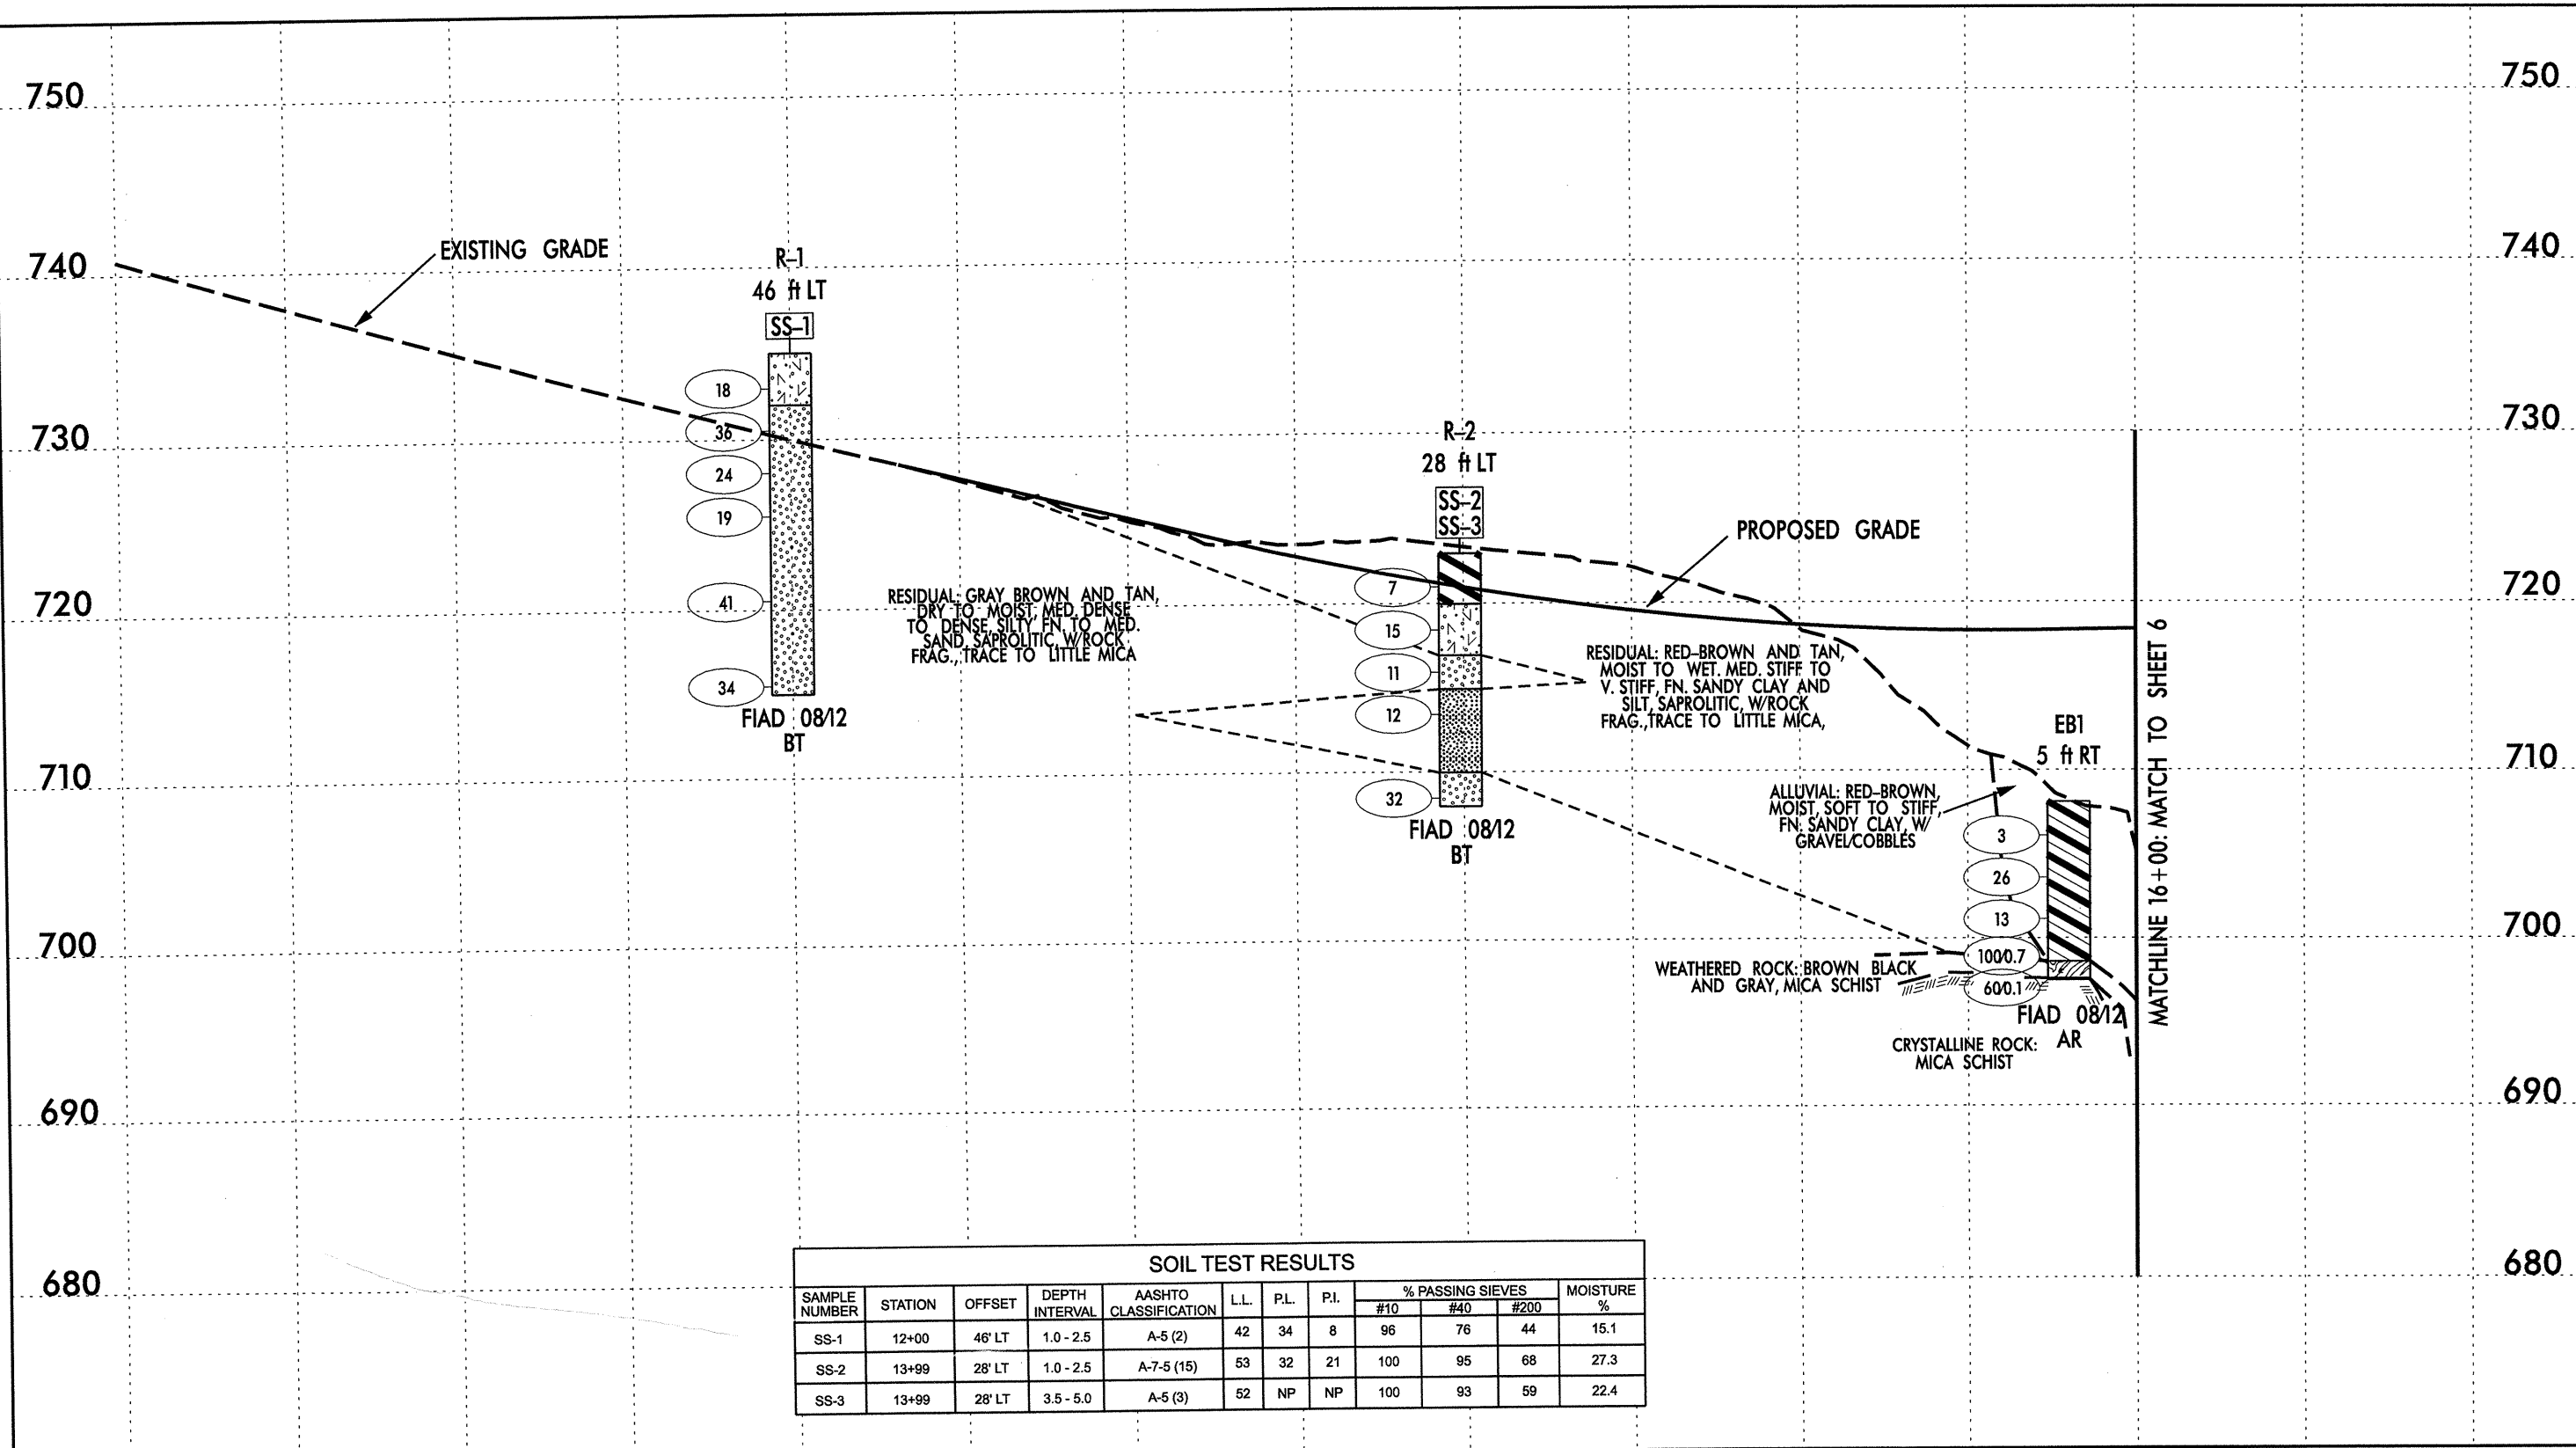 750
750
740
740
EXISTING GRADE
R-1
46 ft LT
SS-1
18
36
24
19
41
34
FIAD 08/12
BT
730
730
R-2
28 ft LT
SS-2
SS-3
PROPOSED GRADE
7
15
11
12
32
FIAD 08/12
BT
720
720
RESIDUAL: GRAY BROWN AND TAN,
DRY TO MOIST, MED. DENSE
TO DENSE, SILTY FN. TO MED.
SAND, SAPROLITIC, W/ROCK
FRAG., TRACE TO LITTLE MICA
RESIDUAL: RED-BROWN AND TAN,
MOIST TO WET. MED. STIFF TO
V. STIFF, FN. SANDY CLAY AND
SILT, SAPROLITIC, W/ROCK
FRAG., TRACE TO LITTLE MICA,
710
710
EB1
5 ft RT
ALLUVIAL: RED-BROWN,
MOIST, SOFT TO STIFF,
FN. SANDY CLAY, W/
GRAVEL/COBBLES
3
26
13
100/0.7
60/0.1
FIAD 08/12
AR
MATCHLINE 16+00: MATCH TO SHEET 6
700
700
WEATHERED ROCK: BROWN BLACK
AND GRAY, MICA SCHIST
CRYSTALLINE ROCK:
MICA SCHIST
690
690
680
680
SOIL TEST RESULTS
SAMPLE NUMBER STATION OFFSET DEPTH INTERVAL AASHTO CLASSIFICATION L.L. P.L. P.I. % PASSING SIEVES MOISTURE %
#10 #40 #200
SS-1 12+00 46' LT 1.0 - 2.5 A-5 (2) 42 34 8 96 76 44 15.1
SS-2 13+99 28' LT 1.0 - 2.5 A-7-5 (15) 53 32 21 100 95 68 27.3
SS-3 13+99 28' LT 3.5 - 5.0 A-5 (3) 52 NP NP 100 93 59 22.4